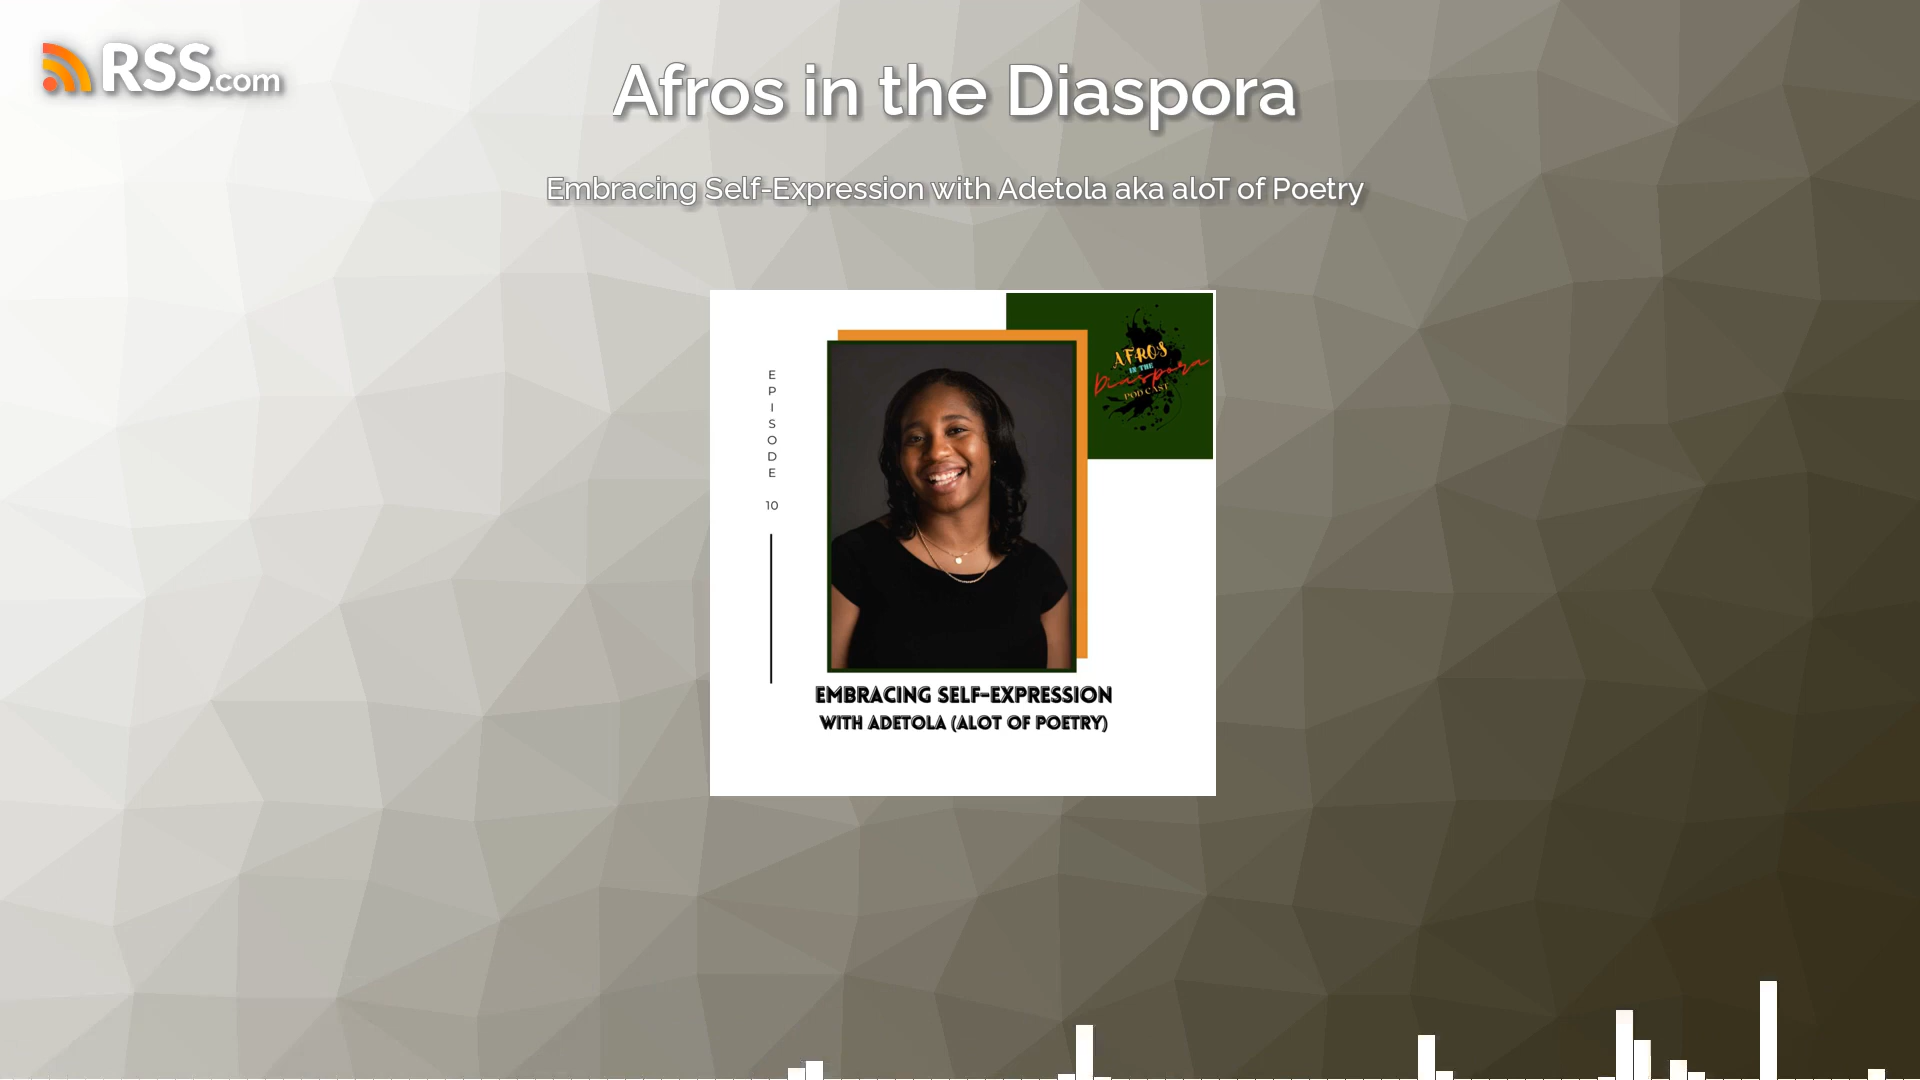 RSS.com
Afros in the Diaspora
Embracing Self-Expression with Adetola aka aloT of Poetry
EPISODE
10
AFROS
IN THE
Diaspora
PODCAST
EMBRACING SELF-EXPRESSION
WITH ADETOLA (ALOT OF POETRY)